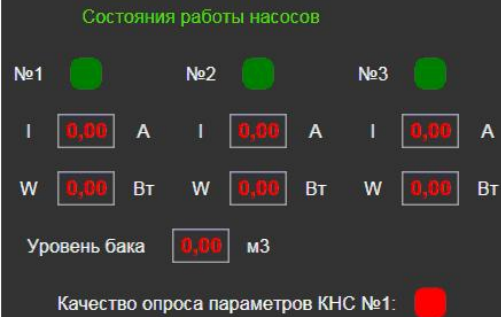 Состояния работы насосов
№1 №2 №3
I 0,00 А I 0,00 А I 0,00 А
W 0,00 Вт W 0,00 Вт W 0,00 Вт
Уровень бака 0,00 м3
Качество опроса параметров КНС №1: